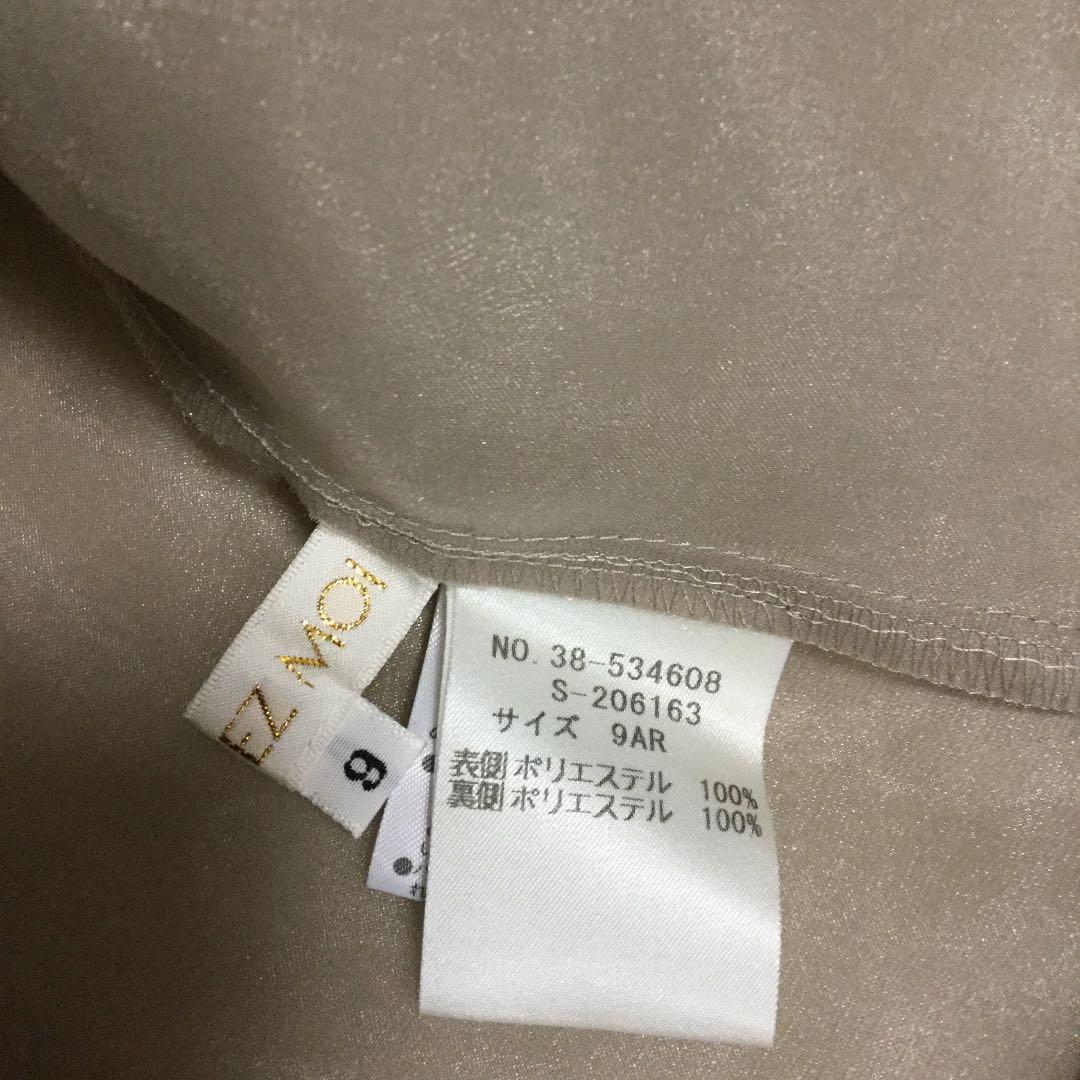 EZ MOI
9
NO.38-534608
S-206163
サイズ 9AR
表側 ポリエステル 100%
裏側 ポリエステル 100%